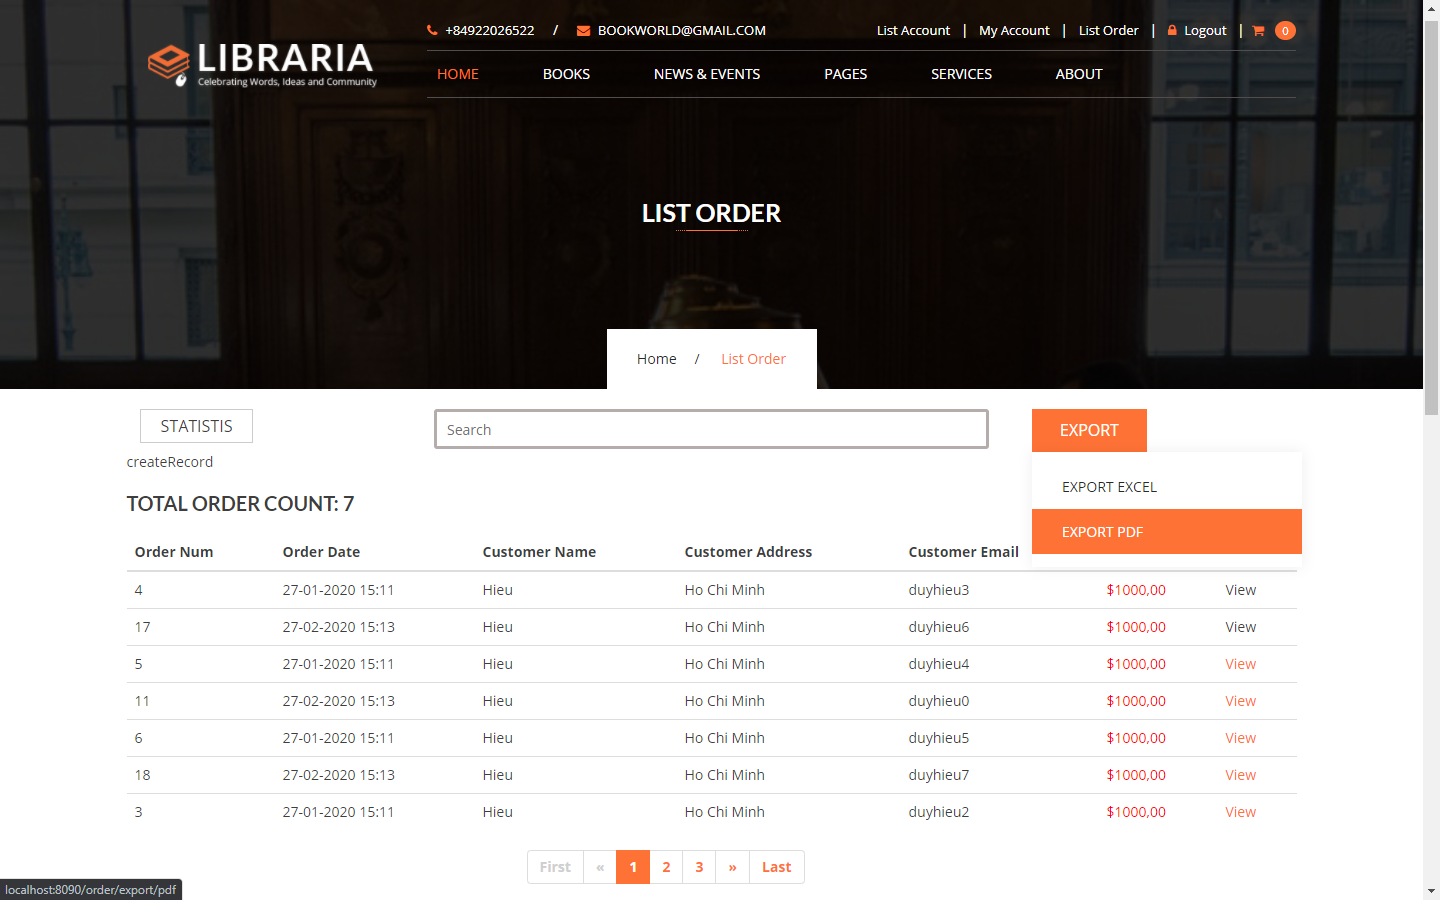 +84922026522 / BOOKWORLD@GMAIL.COM List Account | My Account | List Order | Logout | 0
LIBRARIA
Celebrating Words, Ideas and Community
HOME BOOKS NEWS & EVENTS PAGES SERVICES ABOUT
LIST ORDER
Home / List Order
STATISTIS Search EXPORT
createRecord
EXPORT EXCEL
TOTAL ORDER COUNT: 7
EXPORT PDF
Order Num Order Date Customer Name Customer Address Customer Email
4 27-01-2020 15:11 Hieu Ho Chi Minh duyhieu3 $1000,00 View
17 27-02-2020 15:13 Hieu Ho Chi Minh duyhieu6 $1000,00 View
5 27-01-2020 15:11 Hieu Ho Chi Minh duyhieu4 $1000,00 View
11 27-02-2020 15:13 Hieu Ho Chi Minh duyhieu0 $1000,00 View
6 27-01-2020 15:11 Hieu Ho Chi Minh duyhieu5 $1000,00 View
18 27-02-2020 15:13 Hieu Ho Chi Minh duyhieu7 $1000,00 View
3 27-01-2020 15:11 Hieu Ho Chi Minh duyhieu2 $1000,00 View
First « 1 2 3 » Last
localhost:8090/order/export/pdf